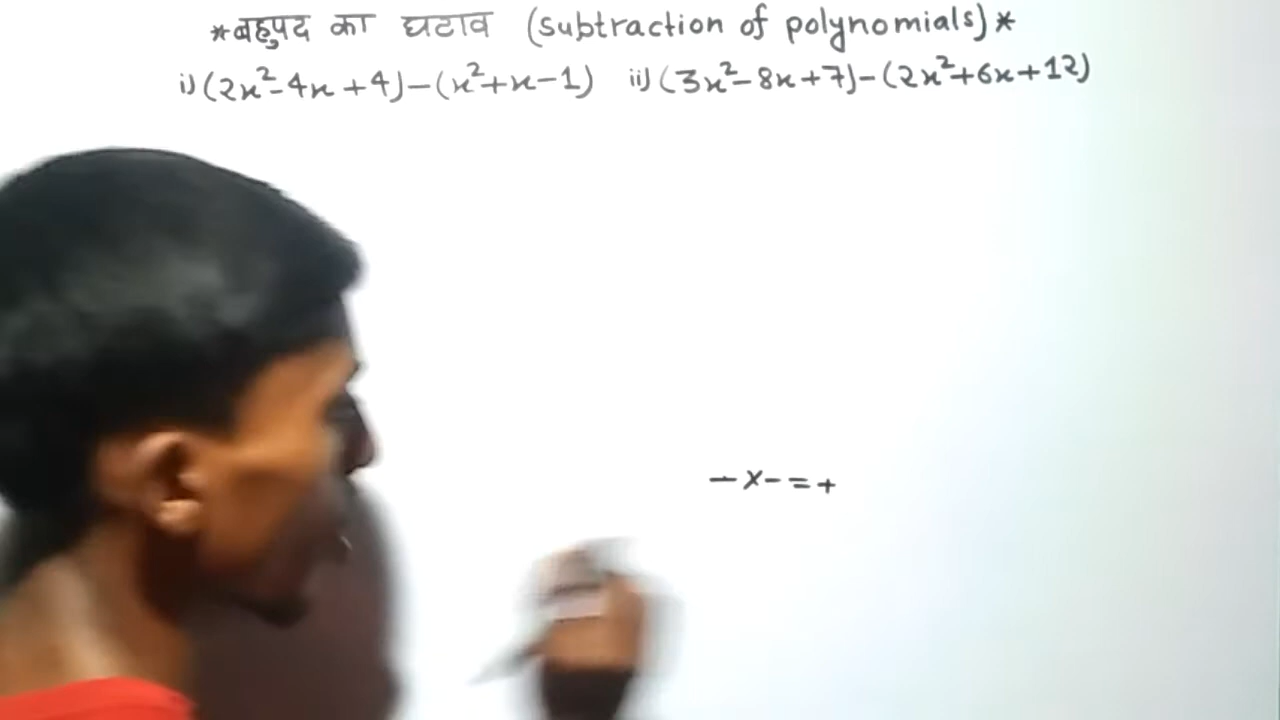 *बहुपद का घटाव (subtraction of polynomials)*
i) (2x²-4x+4)-(x²+x-1) ii) (3x²-8x+7)-(2x²+6x+12)
-x-=+